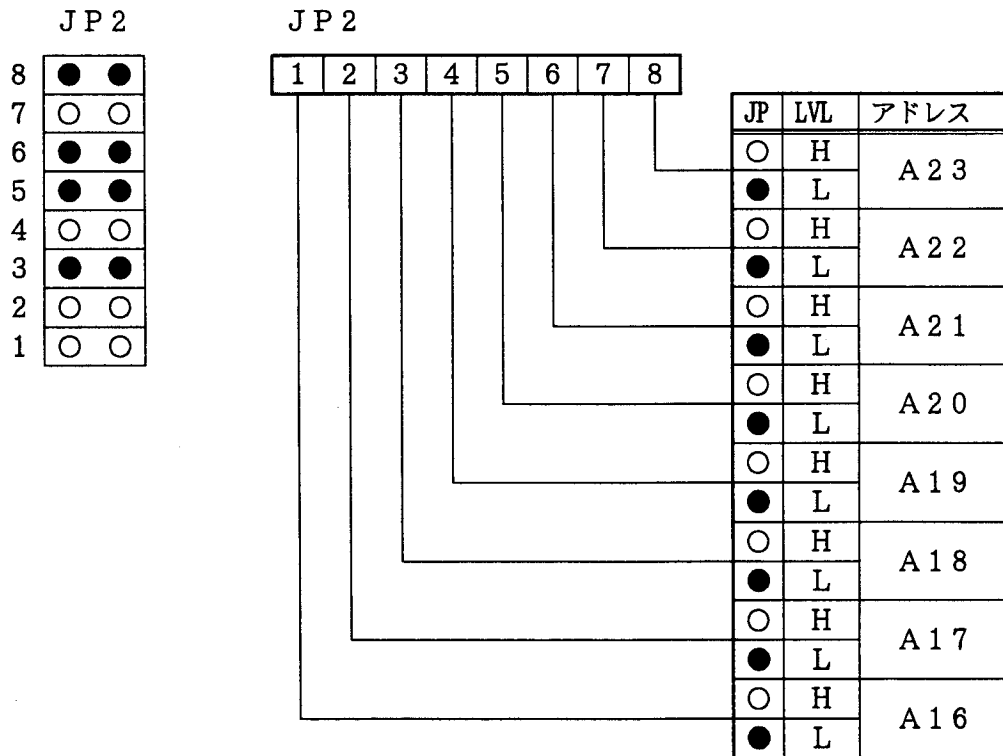 JP2
8 ● ●
7 ○ ○
6 ● ●
5 ● ●
4 ○ ○
3 ● ●
2 ○ ○
1 ○ ○
JP2
1 2 3 4 5 6 7 8
JP LVL アドレス
○ H A23
● L
○ H A22
● L
○ H A21
● L
○ H A20
● L
○ H A19
● L
○ H A18
● L
○ H A17
● L
○ H A16
● L